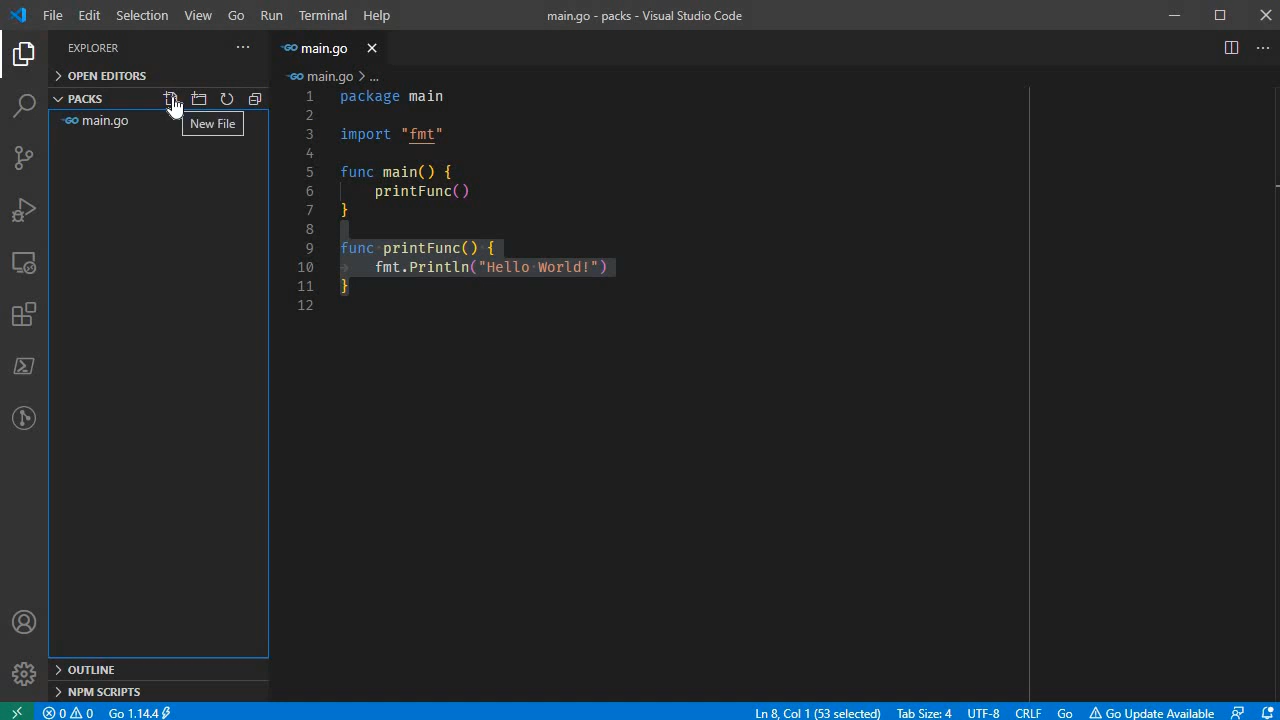 File Edit Selection View Go Run Terminal Help
main.go - packs - Visual Studio Code
EXPLORER
OPEN EDITORS
PACKS
main.go
New File
main.go
main.go > ...
1 package main
2
3 import "fmt"
4
5 func main() {
6 printFunc()
7 }
8
9 func printFunc() {
10 fmt.Println("Hello World!")
11 }
12
OUTLINE
NPM SCRIPTS
0 0 Go 1.14.4
Ln 8, Col 1 (53 selected) Tab Size: 4 UTF-8 CRLF Go Go Update Available